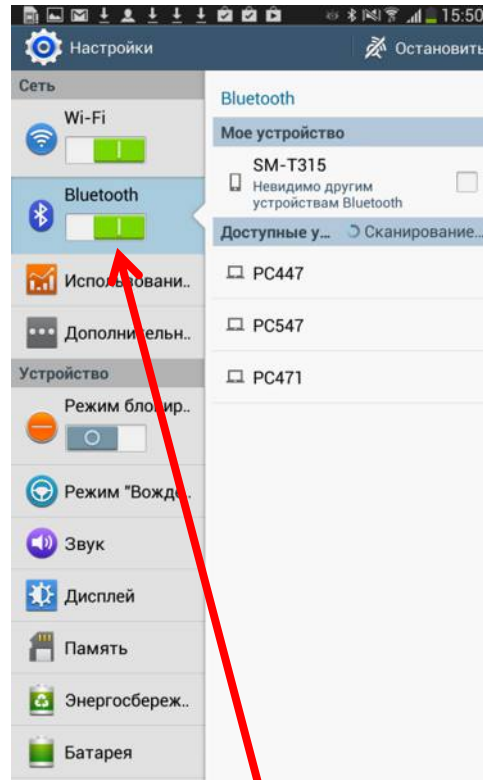 15:50
Настройки
Остановить
Сеть
Wi-Fi
Bluetooth
Использовани..
Дополнительн..
Устройство
Режим блокир..
Режим "Вожде..
Звук
Дисплей
Память
Энергосбереж..
Батарея
Bluetooth
Мое устройство
SM-T315
Невидимо другим
устройствам Bluetooth
Доступные у... Сканирование...
PC447
PC547
PC471